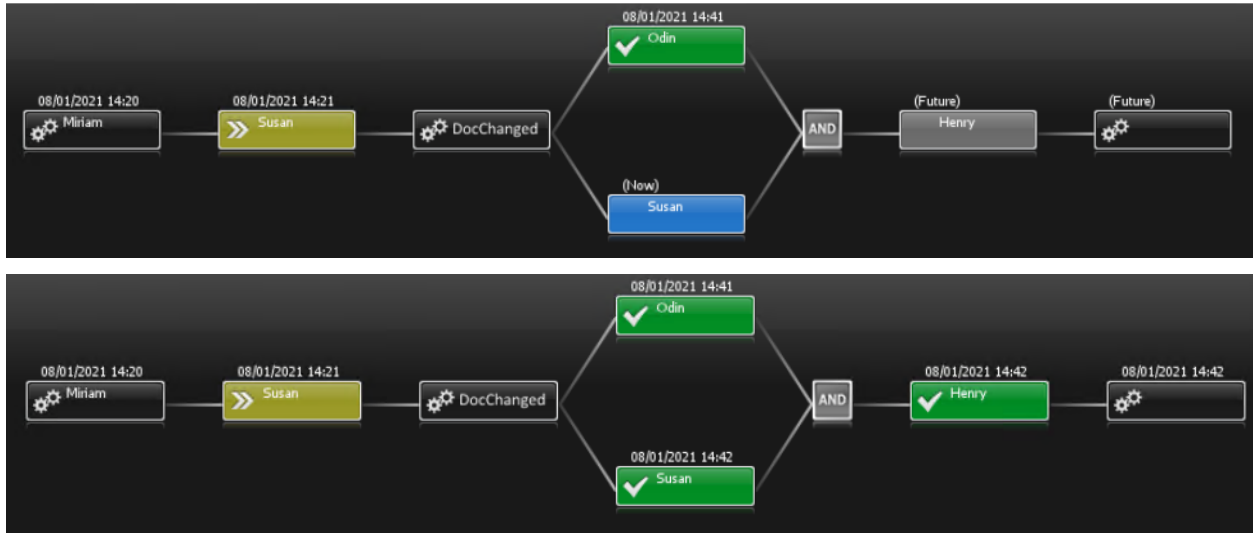 08/01/2021 14:41
Odin
08/01/2021 14:20
Miriam
08/01/2021 14:21
Susan
DocChanged
AND
(Future)
Henry
(Future)
(Now)
Susan
08/01/2021 14:41
Odin
08/01/2021 14:20
Miriam
08/01/2021 14:21
Susan
DocChanged
AND
08/01/2021 14:42
Henry
08/01/2021 14:42
08/01/2021 14:42
Susan